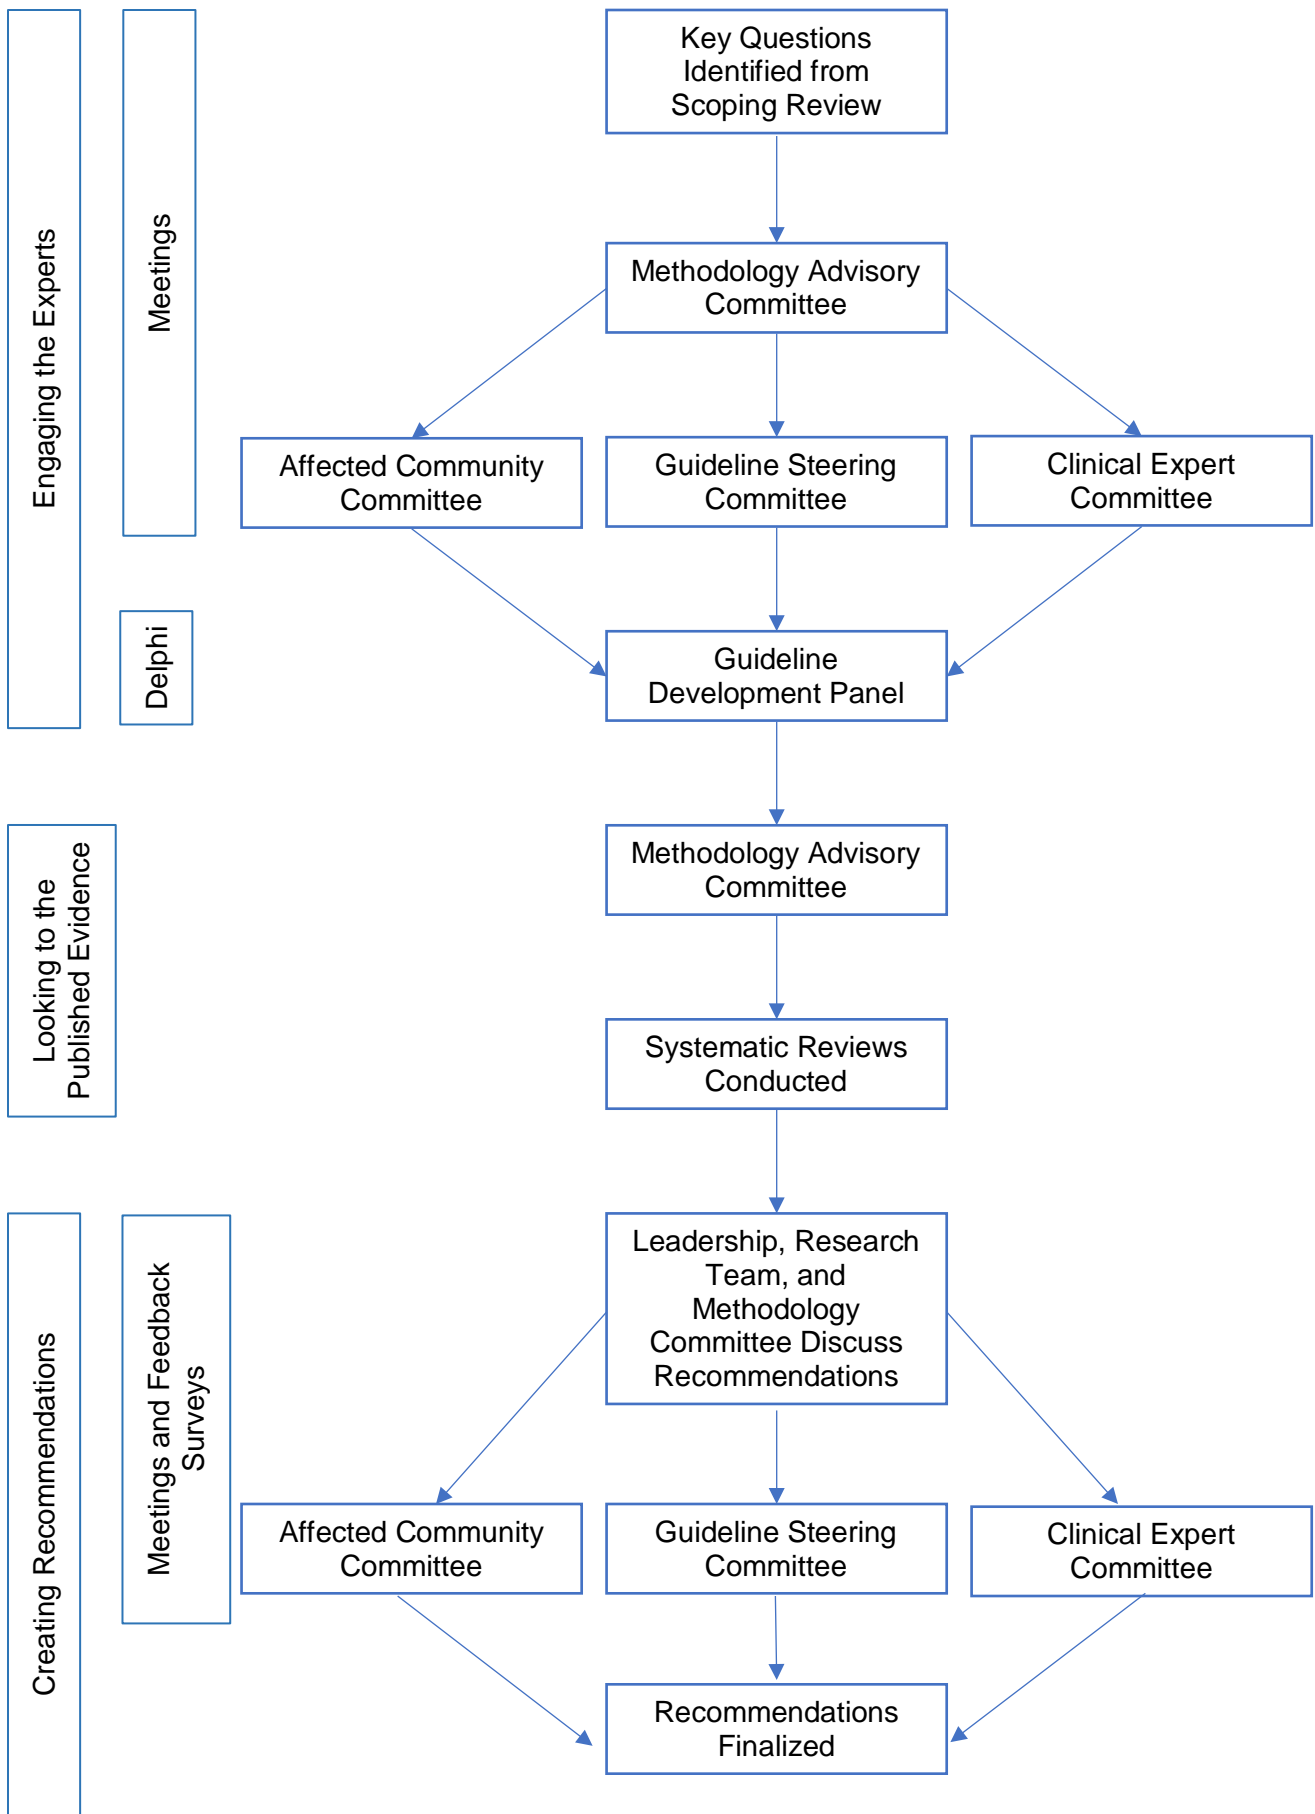 Engaging the Experts
Meetings
Key Questions
Identified from
Scoping Review
Methodology Advisory
Committee
Affected Community
Committee
Guideline Steering
Committee
Clinical Expert
Committee
Delphi
Guideline
Development Panel
Looking to the
Published Evidence
Methodology Advisory
Committee
Systematic Reviews
Conducted
Creating Recommendations
Meetings and Feedback
Surveys
Leadership, Research
Team, and
Methodology
Committee Discuss
Recommendations
Affected Community
Committee
Guideline Steering
Committee
Clinical Expert
Committee
Recommendations
Finalized